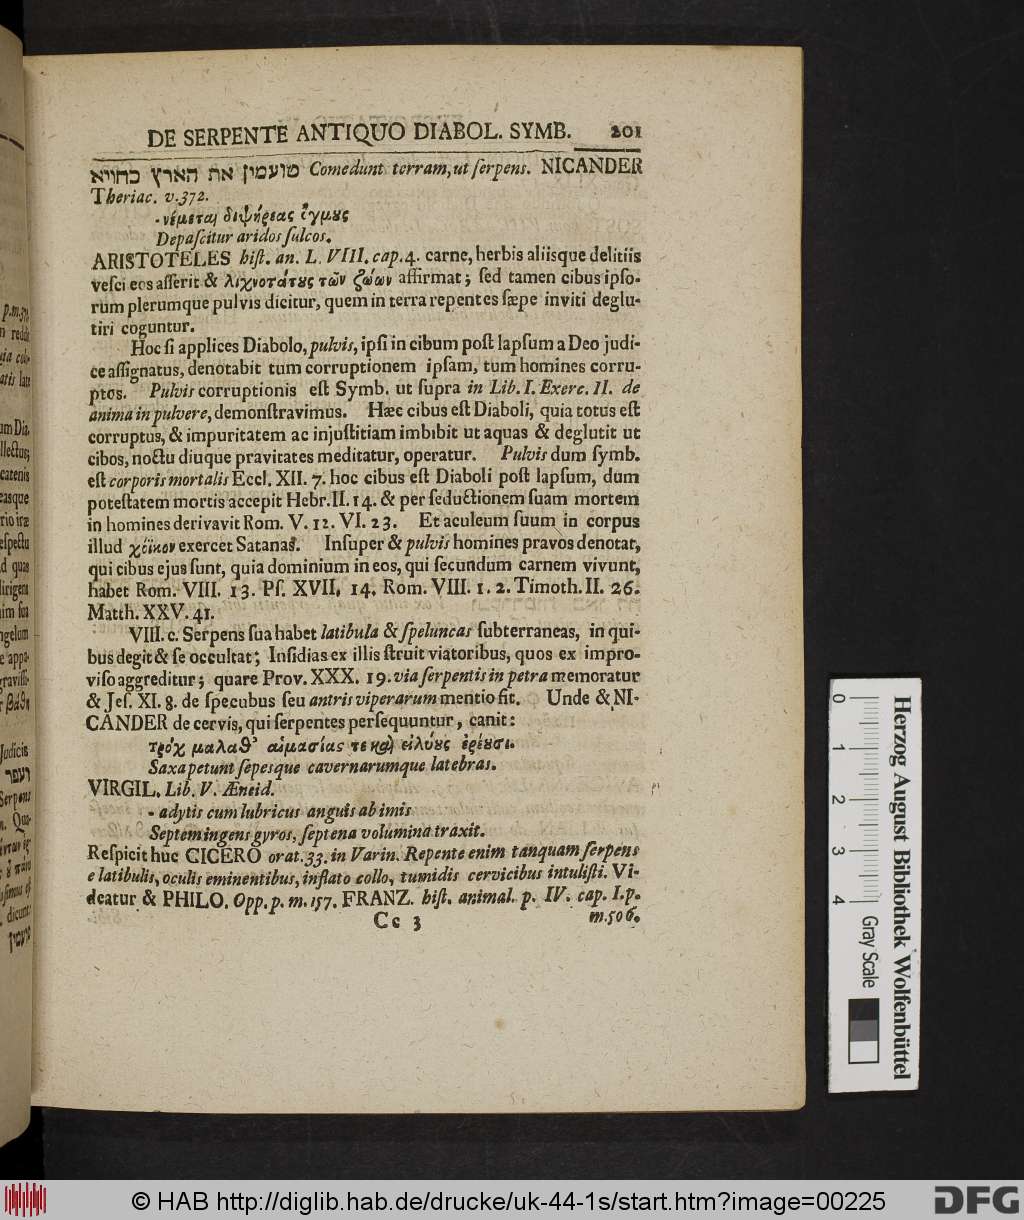 DE SERPENTE ANTIQUO DIABOL. SYMB. 201
טועמין את הארץ כחויא Comedunt terram, ut ſerpens. NICANDER
Theriac. v. 372.
- νέμεται διψήρεας ὄγμους
Depaſcitur aridos ſulcos.
ARISTOTELES hiſt. an. L. VIII. cap. 4. carne, herbis aliisque delitiis
veſci eos aſſerit & λιχνοτάτους τῶν ζώων affirmat; ſed tamen cibus ipſo-
rum plerumque pulvis dicitur, quem in terra repentes ſæpe inviti deglu-
tiri coguntur.
Hoc ſi applices Diabolo, pulvis, ipſi in cibum poſt lapſum a Deo judi-
ce aſſignatus, denotabit tum corruptionem ipſam, tum homines corru-
ptos. Pulvis corruptionis eſt Symb. ut ſupra in Lib. I. Exerc. II. de
anima in pulvere, demonſtravimus. Hæc cibus eſt Diaboli, quia totus eſt
corruptus, & impuritatem ac injuſtitiam imbibit ut aquas & deglutit ut
cibos, noctu diuque pravitates meditatur, operatur. Pulvis dum ſymb.
eſt corporis mortalis Eccl. XII. 7. hoc cibus eſt Diaboli poſt lapſum, dum
poteſtatem mortis accepit Hebr. II. 14. & per ſeductionem ſuam mortem
in homines derivavit Rom. V. 12. VI. 23. Et aculeum ſuum in corpus
illud χοϊκον exercet Satanas. Inſuper & pulvis homines pravos denotat,
qui cibus ejus ſunt, quia dominium in eos, qui ſecundum carnem vivunt,
habet Rom. VIII. 13. Pſ. XVII. 14. Rom. VIII. 1. 2. Timoth. II. 26.
Matth. XXV. 41.
VIII. c. Serpens ſua habet latibula & ſpeluncas ſubterraneas, in qui-
bus degit & ſe occultat; Inſidias ex illis ſtruit viatoribus, quos ex impro-
viſo aggreditur; quare Prov. XXX. 19. via ſerpentis in petra memoratur
& Jeſ. XI. 8. de ſpecubus ſeu antris viperarum mentio fit. Unde & NI-
CANDER de cervis, qui ſerpentes perſequuntur, canit:
τρόχ μαλαθ᾽ αἱμασίας τε καὶ εἰλύους ἐρέουσι.
Saxa petunt ſepesque cavernarumque latebras.
VIRGIL. Lib. V. Æneid.
- adytis cum lubricus anguis ab imis
Septem ingens gyros, ſeptena volumina traxit.
Reſpicit huc CICERO orat. 33. in Varin. Repente enim tanquam ſerpens
e latibulis, oculis eminentibus, inflato collo, tumidis cervicibus intuliſti. Vi-
deatur & PHILO. Opp. p. m. 157. FRANZ. hiſt. animal. p. IV. cap. I. p.
Cc 3 m. 506.
0 1 2 3 4
Herzog August Bibliothek Wolfenbüttel
Gray Scale
© HAB http://diglib.hab.de/drucke/uk-44-1s/start.htm?image=00225
DFG